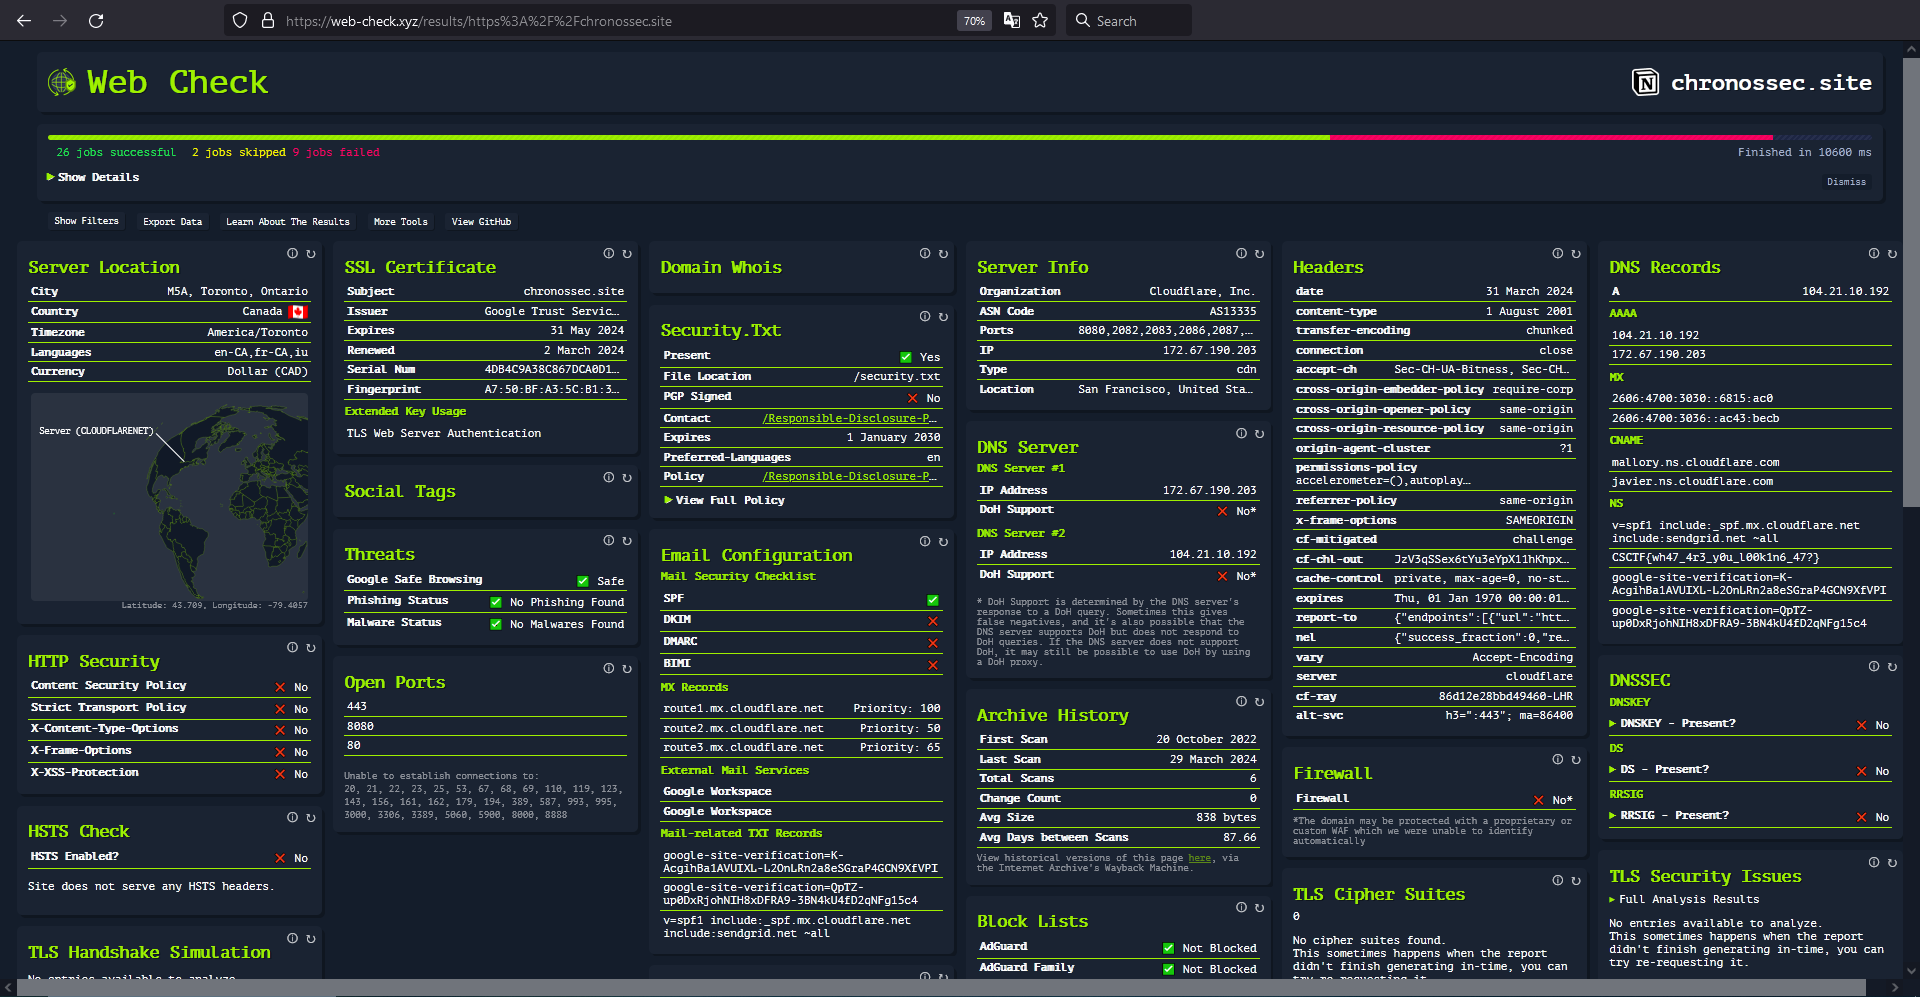 https://web-check.xyz/results/https%3A%2F%2Fchronossec.site
70%
Search
Web Check
chronossec.site
26 jobs successful 2 jobs skipped 9 jobs failed
Finished in 10600 ms
Show Details
Dismiss
Show Filters
Export Data
Learn About The Results
More Tools
View GitHub
Server Location
City M5A, Toronto, Ontario
Country Canada
Timezone America/Toronto
Languages en-CA,fr-CA,iu
Currency Dollar (CAD)
Server (CLOUDFLARENET)
Latitude: 43.709, Longitude: -79.4057
HTTP Security
Content Security Policy No
Strict Transport Policy No
X-Content-Type-Options No
X-Frame-Options No
X-XSS-Protection No
HSTS Check
HSTS Enabled? No
Site does not serve any HSTS headers.
TLS Handshake Simulation
No entries available to analyze.
SSL Certificate
Subject chronossec.site
Issuer Google Trust Servic…
Expires 31 May 2024
Renewed 2 March 2024
Serial Num 4DB4C9A38C867DCA0D1…
Fingerprint A7:50:BF:A3:5C:B1:3…
Extended Key Usage
TLS Web Server Authentication
Social Tags
Threats
Google Safe Browsing Safe
Phishing Status No Phishing Found
Malware Status No Malwares Found
Open Ports
443
8080
80
Unable to establish connections to:
20, 21, 22, 23, 25, 53, 67, 68, 69, 110, 119, 123,
143, 156, 161, 162, 179, 194, 389, 587, 993, 995,
3000, 3306, 3389, 5060, 5900, 8000, 8888
Domain Whois
Security.Txt
Present Yes
File Location /security.txt
PGP Signed No
Contact /Responsible-Disclosure-P…
Expires 1 January 2030
Preferred-Languages en
Policy /Responsible-Disclosure-P…
View Full Policy
Email Configuration
Mail Security Checklist
SPF
DKIM
DMARC
BIMI
MX Records
route1.mx.cloudflare.net Priority: 100
route2.mx.cloudflare.net Priority: 50
route3.mx.cloudflare.net Priority: 65
External Mail Services
Google Workspace
Google Workspace
Mail-related TXT Records
google-site-verification=K-
AcgihBa1AVUIXL-L2OnLRn2a8eSGraP4GCN9XfVPI
google-site-verification=QpTZ-
up0DxRjohNIH8xDFRA9-3BN4kU4fD2qNFg15c4
v=spf1 include:_spf.mx.cloudflare.net
include:sendgrid.net ~all
Server Info
Organization Cloudflare, Inc.
ASN Code AS13335
Ports 8080,2082,2083,2086,2087,…
IP 172.67.190.203
Type cdn
Location San Francisco, United Sta…
DNS Server
DNS Server #1
IP Address 172.67.190.203
DoH Support No*
DNS Server #2
IP Address 104.21.10.192
DoH Support No*
* DoH Support is determined by the DNS server's
response to a DoH query. Sometimes this gives
false negatives, and it's also possible that the
DNS server supports DoH but does not respond to
DoH queries. If the DNS server does not support
DoH, it may still be possible to use DoH by using
a DoH proxy.
Archive History
First Scan 20 October 2022
Last Scan 29 March 2024
Total Scans 6
Change Count 0
Avg Size 838 bytes
Avg Days between Scans 87.66
View historical versions of this page here, via
the Internet Archive's Wayback Machine.
Block Lists
AdGuard Not Blocked
AdGuard Family Not Blocked
Headers
date 31 March 2024
content-type 1 August 2001
transfer-encoding chunked
connection close
accept-ch Sec-CH-UA-Bitness, Sec-CH…
cross-origin-embedder-policy require-corp
cross-origin-opener-policy same-origin
cross-origin-resource-policy same-origin
origin-agent-cluster ?1
permissions-policy
accelerometer=(),autoplay…
referrer-policy same-origin
x-frame-options SAMEORIGIN
cf-mitigated challenge
cf-chl-out JzV3qSSex6tYu3eYpX11hKhpx…
cache-control private, max-age=0, no-st…
expires Thu, 01 Jan 1970 00:00:01…
report-to {"endpoints":[{"url":"htt…
nel {"success_fraction":0,"re…
vary Accept-Encoding
server cloudflare
cf-ray 86d12e28bbd49460-LHR
alt-svc h3=":443"; ma=86400
Firewall
Firewall No*
*The domain may be protected with a proprietary or
custom WAF which we were unable to identify
automatically
TLS Cipher Suites
0
No cipher suites found.
This sometimes happens when the report
didn't finish generating in-time, you can
try re-requesting it.
DNS Records
A 104.21.10.192
AAAA
104.21.10.192
172.67.190.203
MX
2606:4700:3030::6815:ac0
2606:4700:3036::ac43:becb
CNAME
mallory.ns.cloudflare.com
javier.ns.cloudflare.com
NS
v=spf1 include:_spf.mx.cloudflare.net
include:sendgrid.net ~all
CSCTF{wh47_4r3_y0u_l00k1n6_47?}
google-site-verification=K-
AcgihBa1AVUIXL-L2OnLRn2a8eSGraP4GCN9XfVPI
google-site-verification=QpTZ-
up0DxRjohNIH8xDFRA9-3BN4kU4fD2qNFg15c4
DNSSEC
DNSKEY
DNSKEY - Present? No
DS
DS - Present? No
RRSIG
RRSIG - Present? No
TLS Security Issues
Full Analysis Results
No entries available to analyze.
This sometimes happens when the report
didn't finish generating in-time, you can
try re-requesting it.